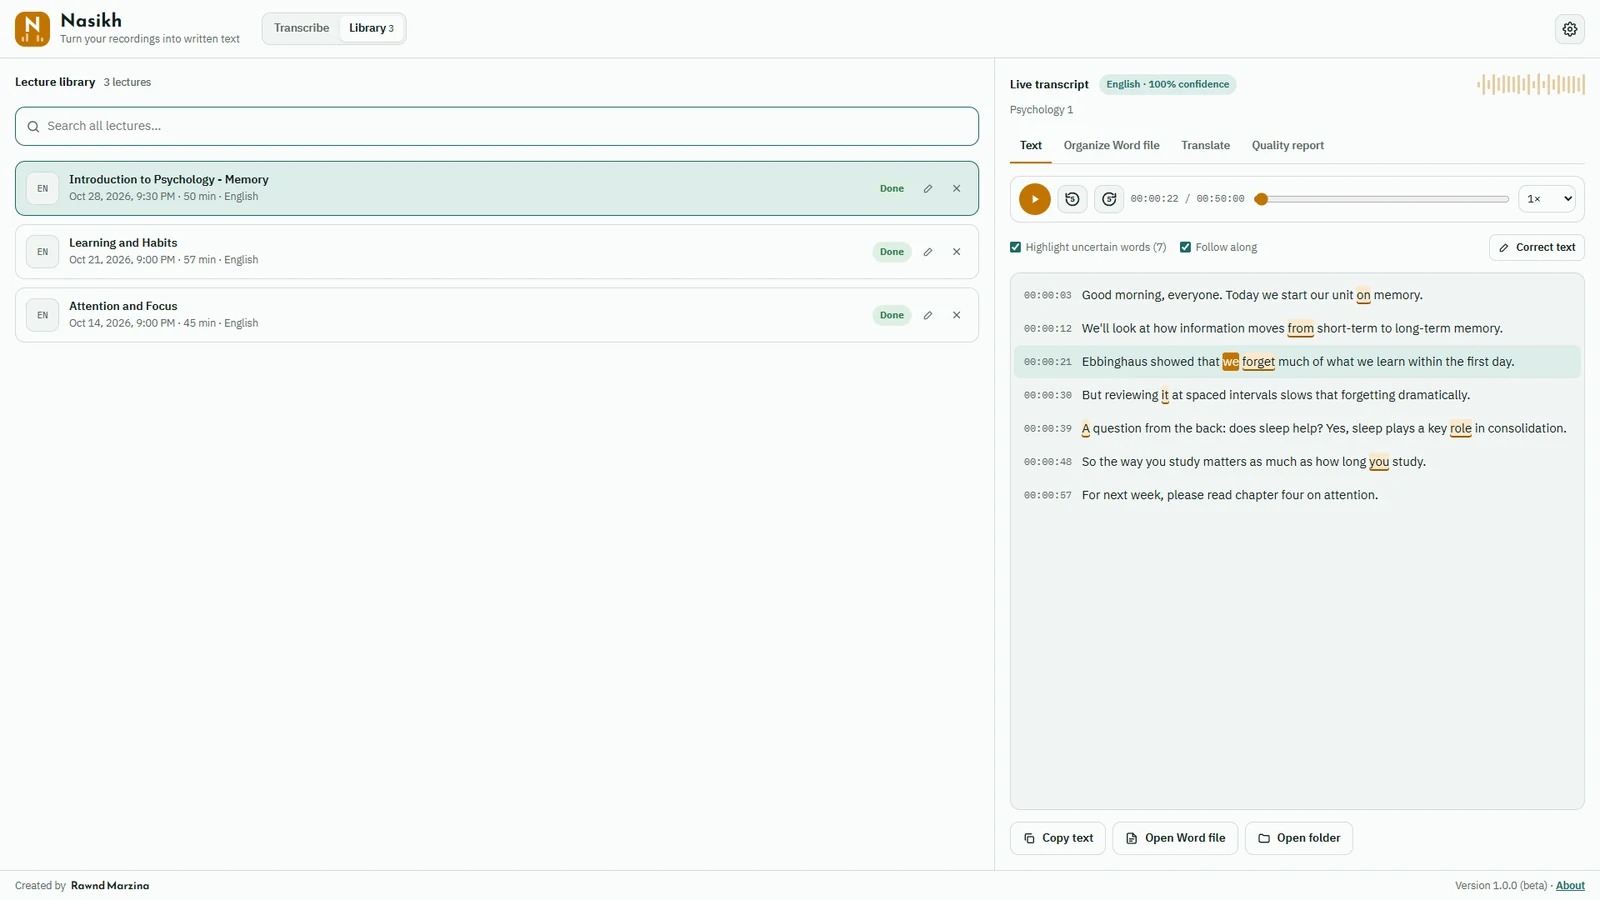 Nasikh
Turn your recordings into written text
Transcribe
Library 3
Lecture library 3 lectures
Search all lectures...
EN
Introduction to Psychology - Memory
Oct 28, 2026, 9:30 PM · 50 min · English
Done
EN
Learning and Habits
Oct 21, 2026, 9:00 PM · 57 min · English
Done
EN
Attention and Focus
Oct 14, 2026, 9:00 PM · 45 min · English
Done
Live transcript English · 100% confidence
Psychology 1
Text Organize Word file Translate Quality report
5 5 00:00:22 / 00:50:00 1×
Highlight uncertain words (7) Follow along Correct text
00:00:03 Good morning, everyone. Today we start our unit on memory.
00:00:12 We'll look at how information moves from short-term to long-term memory.
00:00:21 Ebbinghaus showed that we forget much of what we learn within the first day.
00:00:30 But reviewing it at spaced intervals slows that forgetting dramatically.
00:00:39 A question from the back: does sleep help? Yes, sleep plays a key role in consolidation.
00:00:48 So the way you study matters as much as how long you study.
00:00:57 For next week, please read chapter four on attention.
Copy text Open Word file Open folder
Created by Rawnd Marzina
Version 1.0.0 (beta) · About